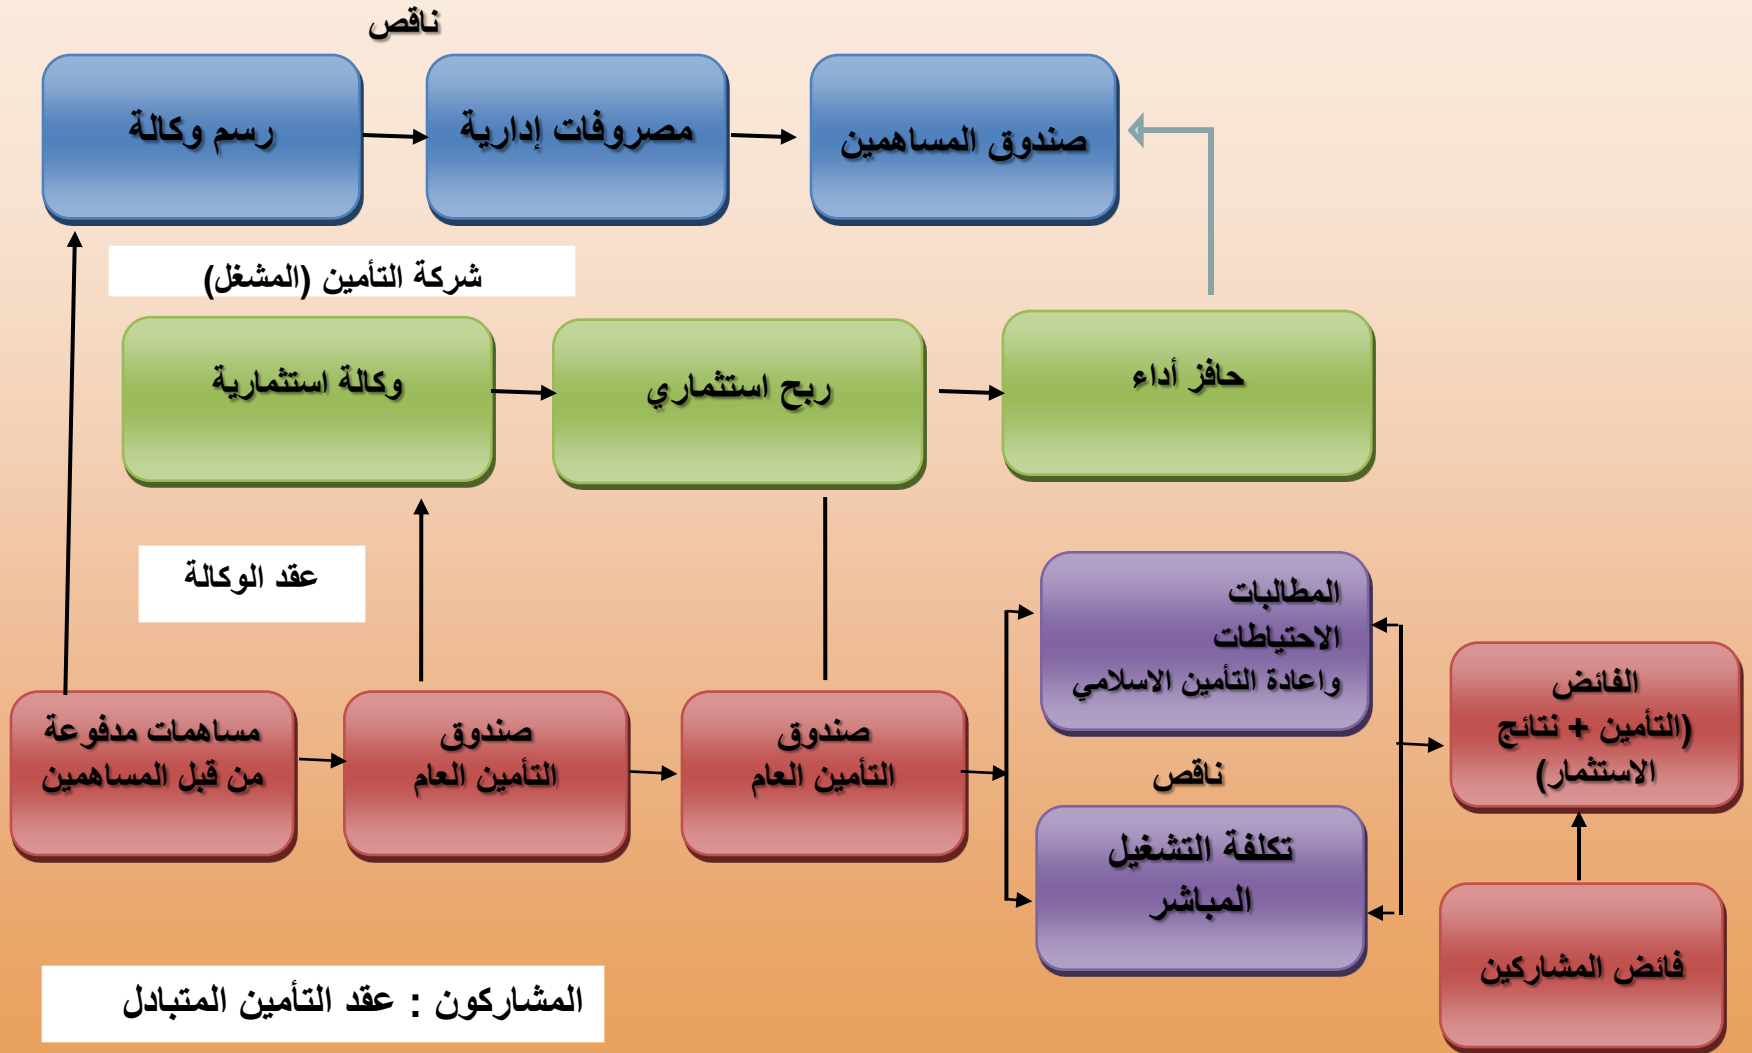 ناقص
صندوق المساهمين
مصروفات إدارية
رسم وكالة
شركة التأمين (المشغل)
حافز أداء
ربح استثماري
وكالة استثمارية
عقد الوكالة
المطالبات
الاحتياطات
واعادة التأمين الاسلامي
الفائض
(التأمين + نتائج
الاستثمار)
ناقص
صندوق
التأمين العام
صندوق
التأمين العام
مساهمات مدفوعة
من قبل المساهمين
تكلفة التشغيل
المباشر
فائض المشاركين
المشاركون : عقد التأمين المتبادل